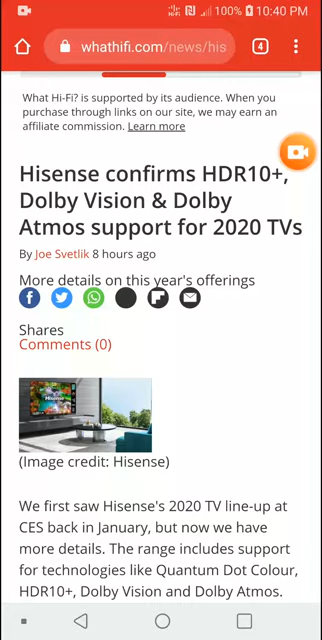 100% 10:40 PM
whathifi.com/news/his
4
What Hi-Fi? is supported by its audience. When you
purchase through links on our site, we may earn an
affiliate commission. Learn more
Hisense confirms HDR10+,
Dolby Vision & Dolby
Atmos support for 2020 TVs
By Joe Svetlik 8 hours ago
More details on this year's offerings
Shares
Comments (0)
Hisense
(Image credit: Hisense)
We first saw Hisense's 2020 TV line-up at
CES back in January, but now we have
more details. The range includes support
for technologies like Quantum Dot Colour,
HDR10+, Dolby Vision and Dolby Atmos.